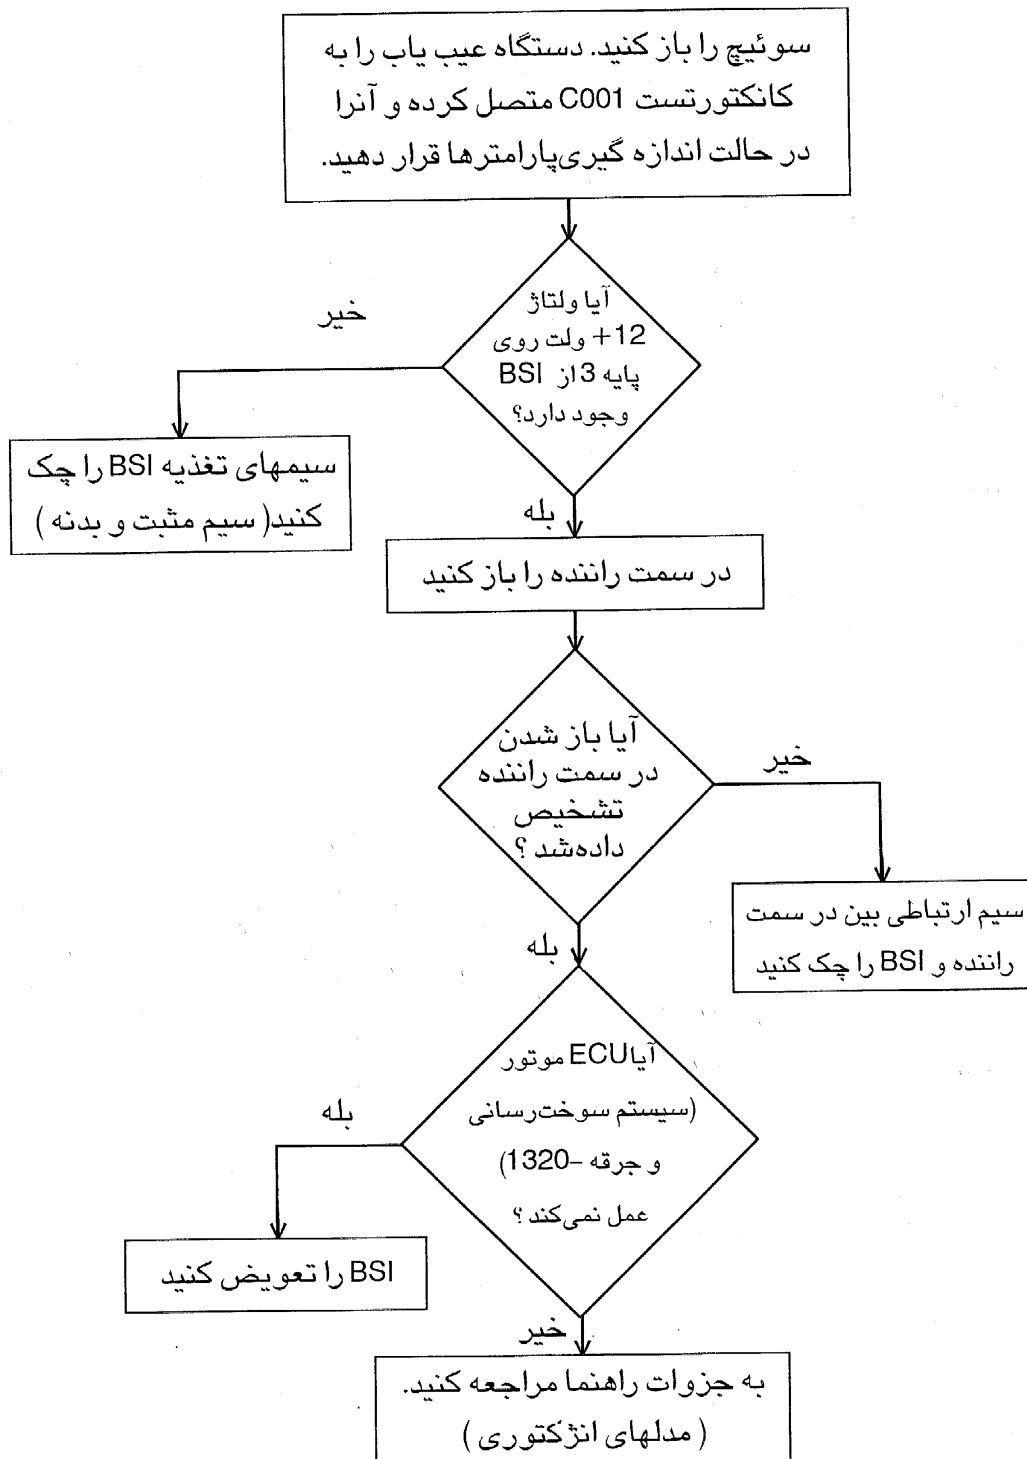 سوئیچ را باز کنید. دستگاه عیب یاب را به
کانکتورتست C001 متصل کرده و آنرا
در حالت اندازه گیری‌پارامترها قرار دهید.
آیا ولتاژ
+12 ولت روی
پایه 3 از BSI
وجود دارد؟
خیر
سیمهای تغذیه BSI را چک
کنید( سیم مثبت و بدنه )
بله
در سمت راننده را باز کنید
آیا باز شدن
در سمت راننده
تشخیص
داده‌شد ؟
خیر
سیم ارتباطی بین در سمت
راننده و BSI را چک کنید
بله
آیا ECU موتور
(سیستم سوخت‌رسانی
و جرقه –1320)
عمل نمی‌کند ؟
بله
BSI را تعویض کنید
خیر
به جزوات راهنما مراجعه کنید.
( مدلهای انژکتوری )